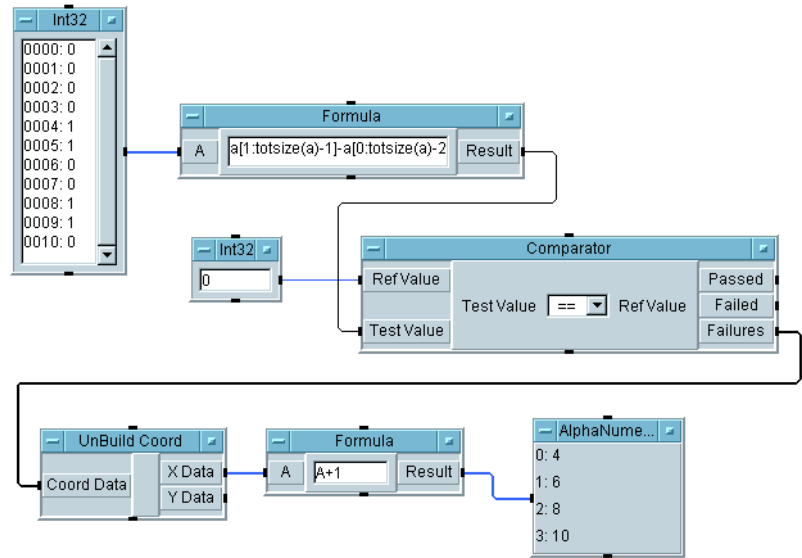 Int32
0000: 0
0001: 0
0002: 0
0003: 0
0004: 1
0005: 1
0006: 0
0007: 0
0008: 1
0009: 1
0010: 0
Formula
A
a[1:totsize(a)-1]-a[0:totsize(a)-2
Result
Int32
0
Comparator
Ref Value
Test Value
Test Value == Ref Value
Passed
Failed
Failures
UnBuild Coord
Coord Data
X Data
Y Data
Formula
A
A+1
Result
AlphaNume...
0: 4
1: 6
2: 8
3: 10